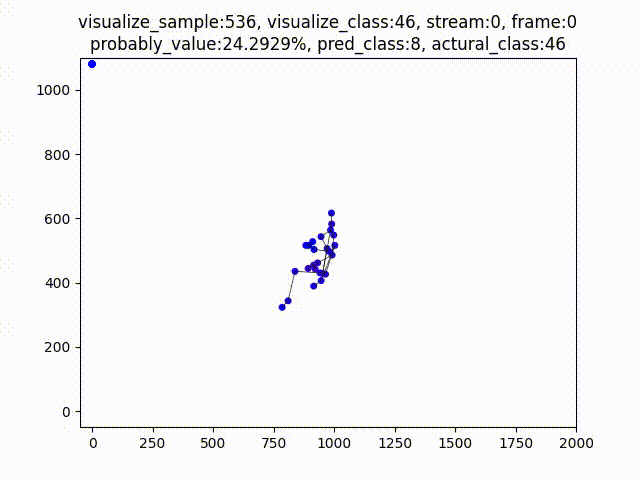 visualize_sample:536, visualize_class:46, stream:0, frame:0
probably_value:24.2929%, pred_class:8, actural_class:46
1000
800
600
400
200
0
0 250 500 750 1000 1250 1500 1750 2000